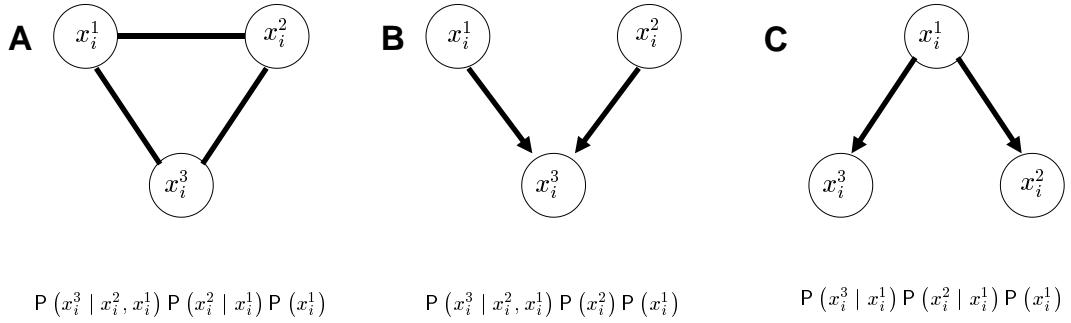 A x_i^1 x_i^2 B x_i^1 x_i^2 C x_i^1
x_i^3 x_i^3 x_i^3 x_i^2
P (x_i^3 | x_i^2, x_i^1) P (x_i^2 | x_i^1) P (x_i^1)
P (x_i^3 | x_i^2, x_i^1) P (x_i^2) P (x_i^1)
P (x_i^3 | x_i^1) P (x_i^2 | x_i^1) P (x_i^1)